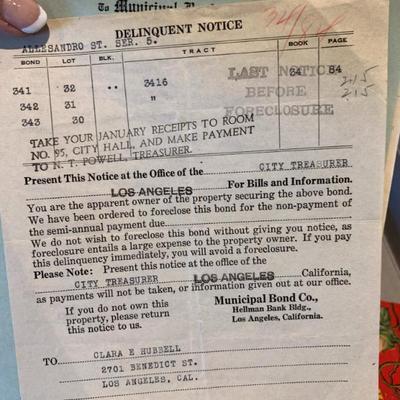 To Municipal
DELINQUENT NOTICE
ALLESANDRO ST. SER. 5.
BOND LOT BLK. TRACT BOOK PAGE
341 32 .. 3416 24 84
342 31 "
343 30
LAST NOTICE
BEFORE
FORECLOSURE
215
215
TAKE YOUR JANUARY RECEIPTS TO ROOM
NO. 95, CITY HALL, AND MAKE PAYMENT
TO N. T. POWELL, TREASURER.
Present This Notice at the Office of the CITY TREASURER
LOS ANGELES For Bills and Information.
You are the apparent owner of the property securing the above bond.
We have been ordered to foreclose this bond for the non-payment of
the semi-annual payment due
We do not wish to foreclose this bond without giving you notice, as
foreclosure entails a large expense to the property owner. If you pay
this delinquency immediately, you will avoid a foreclosure.
Please Note: Present this notice at the office of the
CITY TREASURER LOS ANGELES California,
as payments will not be taken, or information given out at our office.
If you do not own
this property, please return
this notice to us.
Municipal Bond Co.,
Hellman Bank Bldg.,
Los Angeles, California.
TO CLARA E HUBBELL
2701 BENEDICT ST.
LOS ANGELES, CAL.